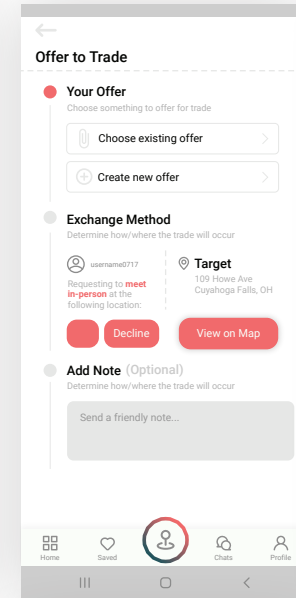 Offer to Trade
Your Offer
Choose something to offer for trade
Choose existing offer
Create new offer
Exchange Method
Determine how/where the trade will occur
username0717
Requesting to meet
in-person at the
following location:
Decline
Target
109 Howe Ave
Cuyahoga Falls, OH
View on Map
Add Note (Optional)
Determine how/where the trade will occur
Send a friendly note...
Home
Saved
Chats
Profile